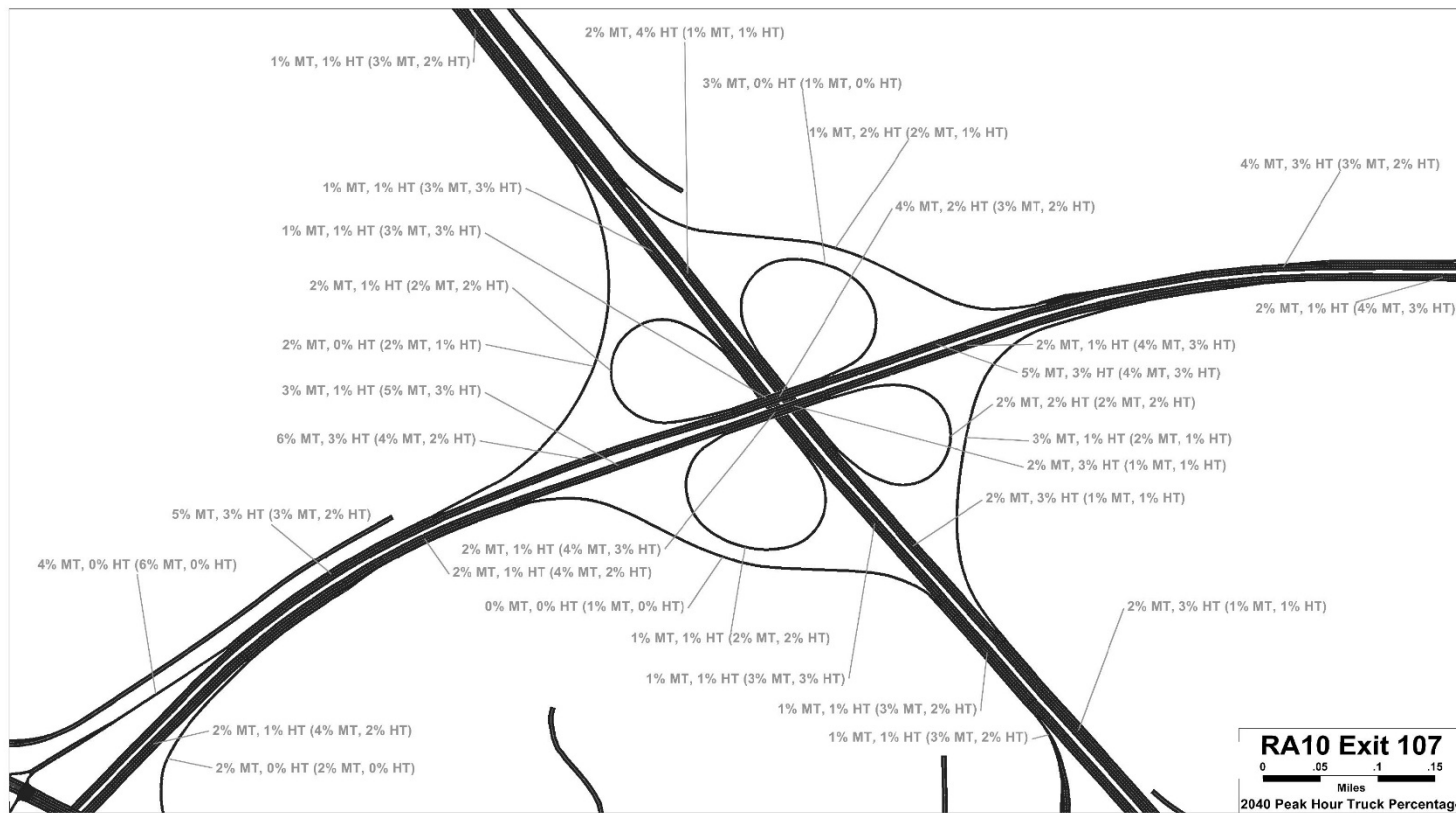 2% MT, 4% HT (1% MT, 1% HT)
1% MT, 1% HT (3% MT, 2% HT)
3% MT, 0% HT (1% MT, 0% HT)
1% MT, 2% HT (2% MT, 1% HT)
4% MT, 3% HT (3% MT, 2% HT)
1% MT, 1% HT (3% MT, 3% HT)
4% MT, 2% HT (3% MT, 2% HT)
1% MT, 1% HT (3% MT, 3% HT)
2% MT, 1% HT (2% MT, 2% HT)
2% MT, 1% HT (4% MT, 3% HT)
2% MT, 0% HT (2% MT, 1% HT)
2% MT, 1% HT (4% MT, 3% HT)
5% MT, 3% HT (4% MT, 3% HT)
3% MT, 1% HT (5% MT, 3% HT)
2% MT, 2% HT (2% MT, 2% HT)
6% MT, 3% HT (4% MT, 2% HT)
3% MT, 1% HT (2% MT, 1% HT)
2% MT, 3% HT (1% MT, 1% HT)
2% MT, 3% HT (1% MT, 1% HT)
5% MT, 3% HT (3% MT, 2% HT)
2% MT, 1% HT (4% MT, 3% HT)
4% MT, 0% HT (6% MT, 0% HT)
2% MT, 1% HT (4% MT, 2% HT)
0% MT, 0% HT (1% MT, 0% HT)
2% MT, 3% HT (1% MT, 1% HT)
1% MT, 1% HT (2% MT, 2% HT)
1% MT, 1% HT (3% MT, 3% HT)
1% MT, 1% HT (3% MT, 2% HT)
2% MT, 1% HT (4% MT, 2% HT)
1% MT, 1% HT (3% MT, 2% HT)
2% MT, 0% HT (2% MT, 0% HT)
RA10 Exit 107
0 .05 .1 .15
Miles
2040 Peak Hour Truck Percentag